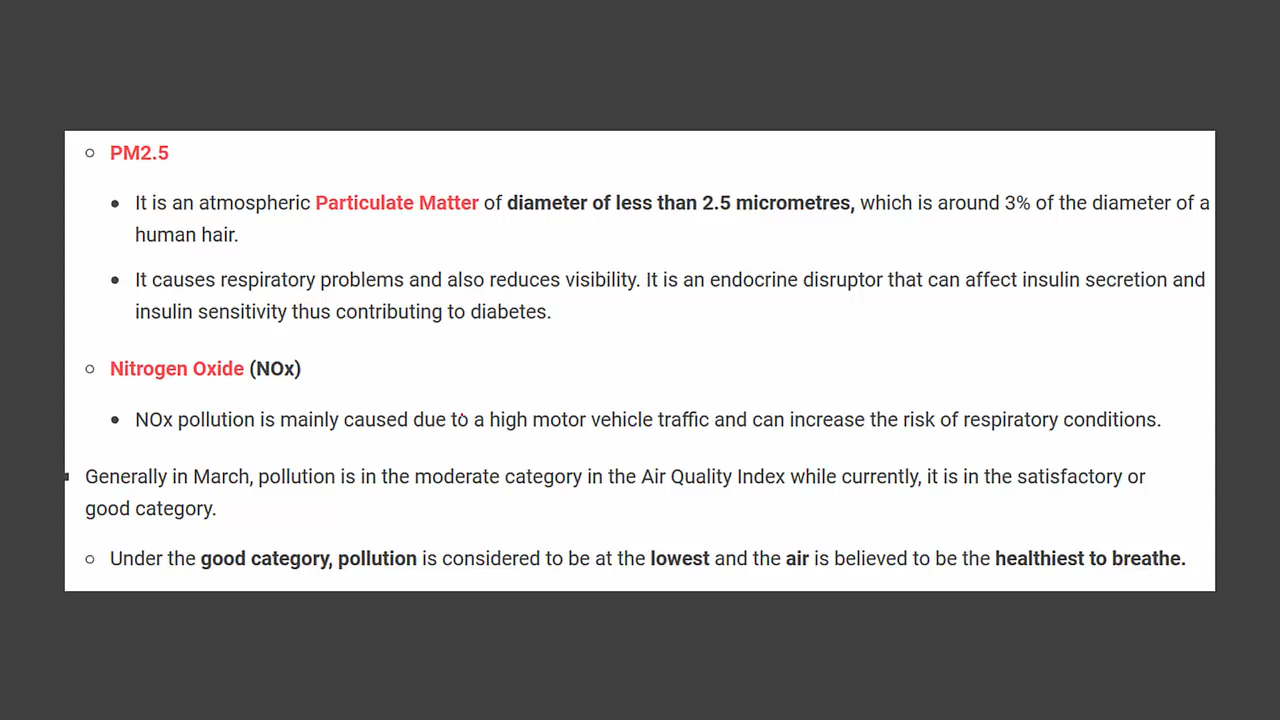 PM2.5
It is an atmospheric Particulate Matter of diameter of less than 2.5 micrometres, which is around 3% of the diameter of a
human hair.
It causes respiratory problems and also reduces visibility. It is an endocrine disruptor that can affect insulin secretion and
insulin sensitivity thus contributing to diabetes.
Nitrogen Oxide (NOx)
NOx pollution is mainly caused due to a high motor vehicle traffic and can increase the risk of respiratory conditions.
Generally in March, pollution is in the moderate category in the Air Quality Index while currently, it is in the satisfactory or
good category.
Under the good category, pollution is considered to be at the lowest and the air is believed to be the healthiest to breathe.